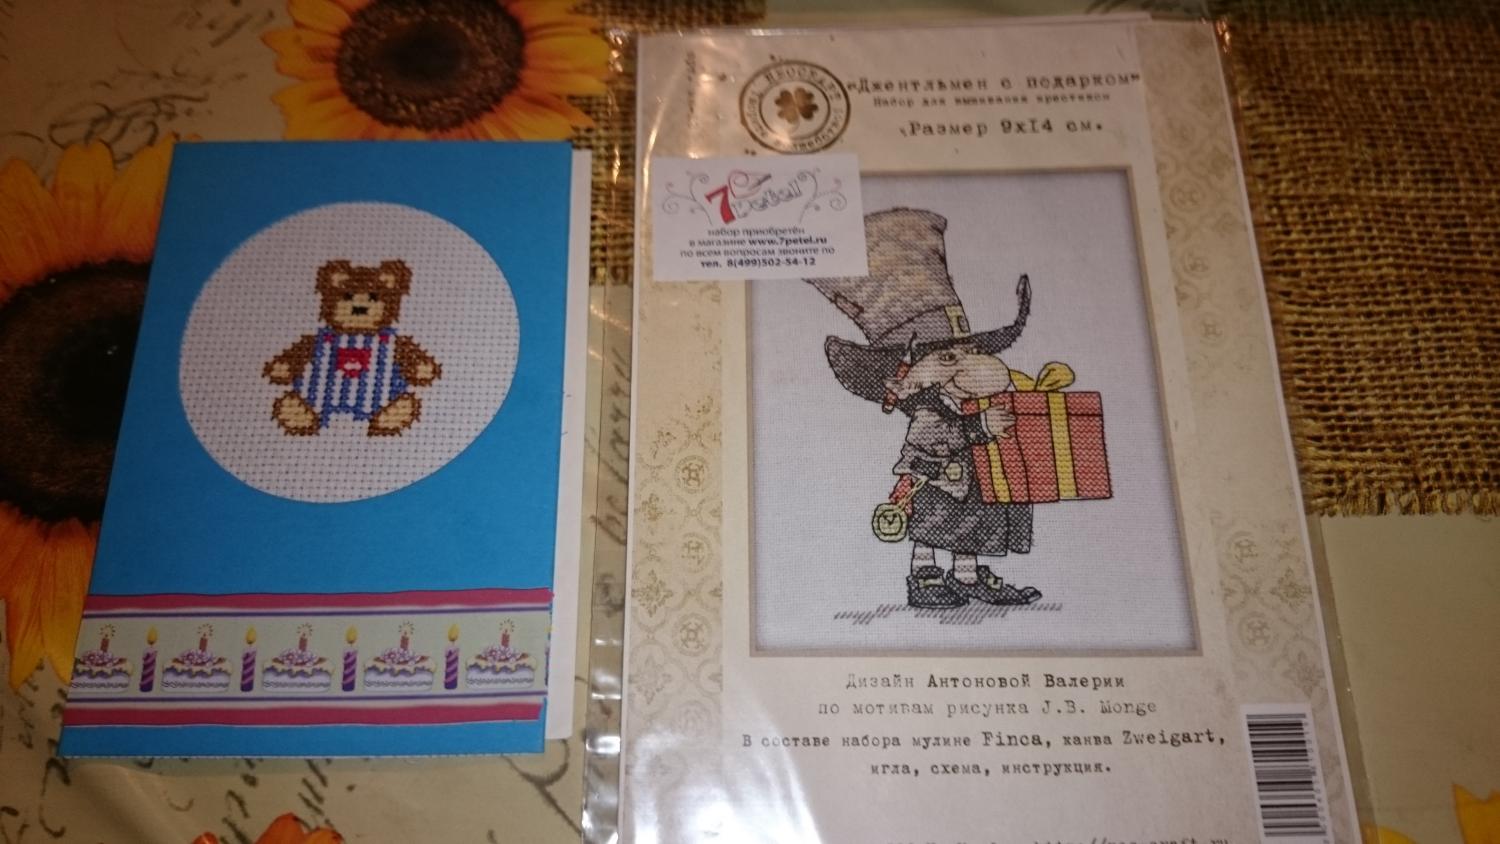 "Джентльмен с подарком"
Набор для вышивания крестиком
Размер 9х14 см.
7 Petel
набор приобретён
в магазине www.7petel.ru
по всем вопросам звоните по
тел. 8(499)502-54-12
Дизайн Антоновой Валерии
по мотивам рисунка J.B. Monge
В составе набора мулине Finca, канва Zweigart,
игла, схема, инструкция.